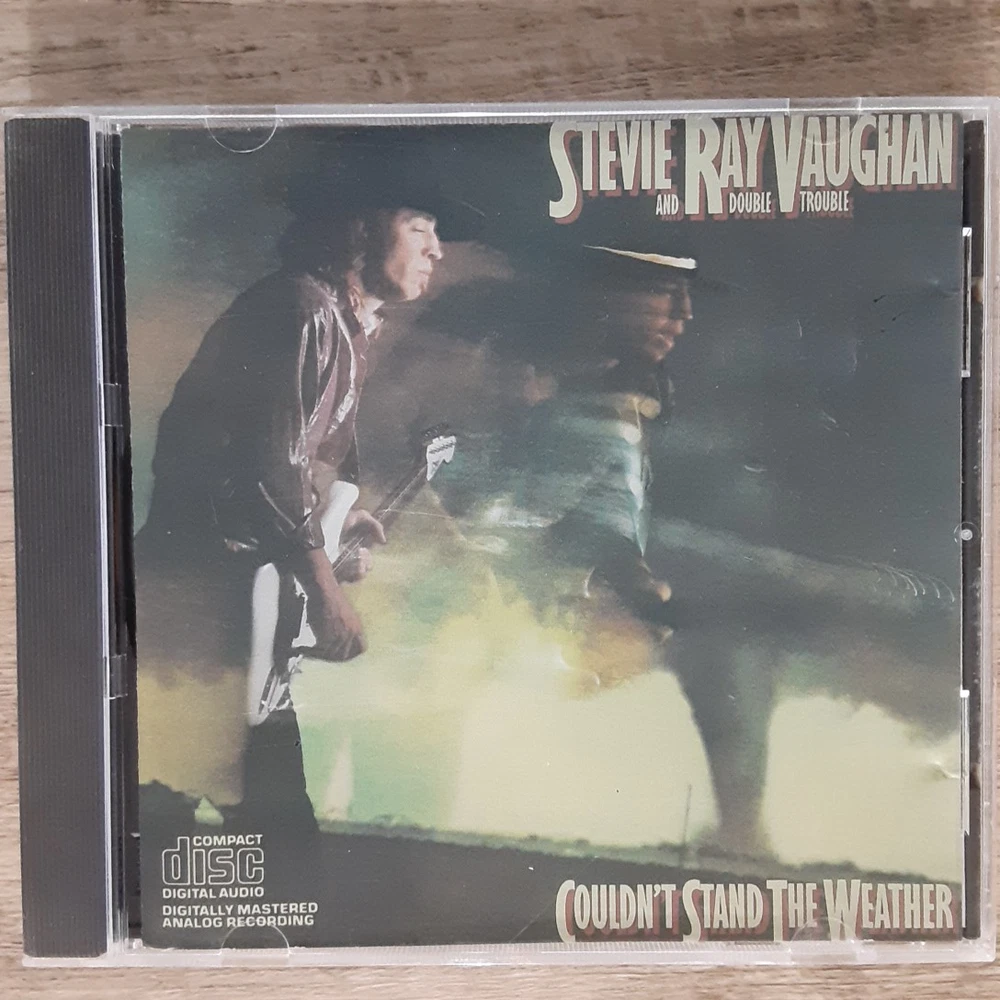 STEVIE RAY VAUGHAN
AND DOUBLE TROUBLE
COMPACT
disc
DIGITAL AUDIO
DIGITALLY MASTERED
ANALOG RECORDING
COULDN'T STAND THE WEATHER